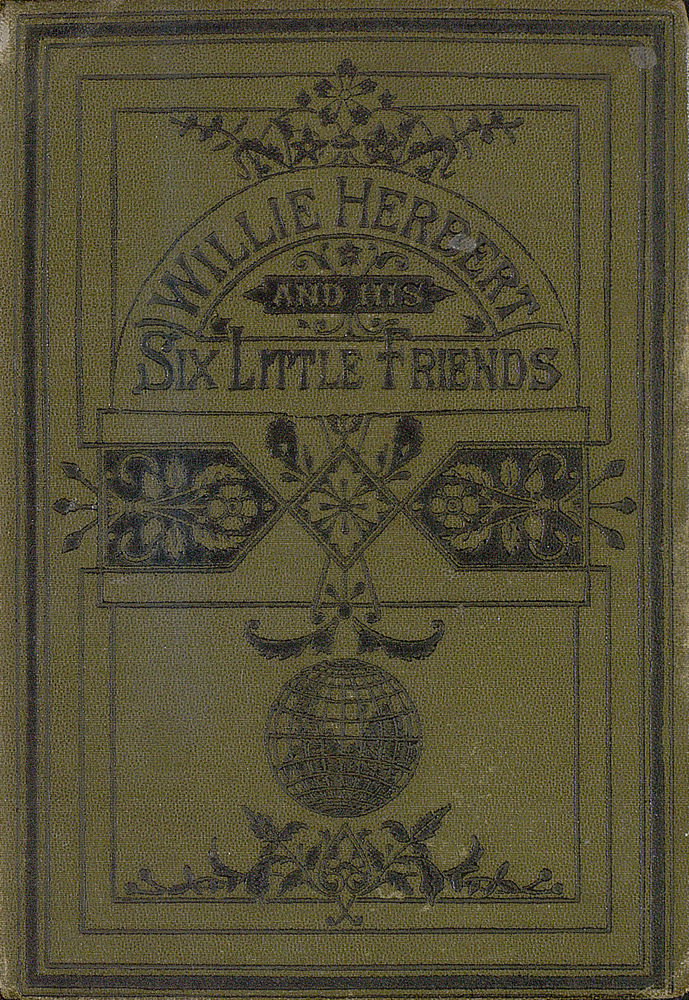 WILLIE HERBERT
AND HIS
SIX LITTLE FRIENDS